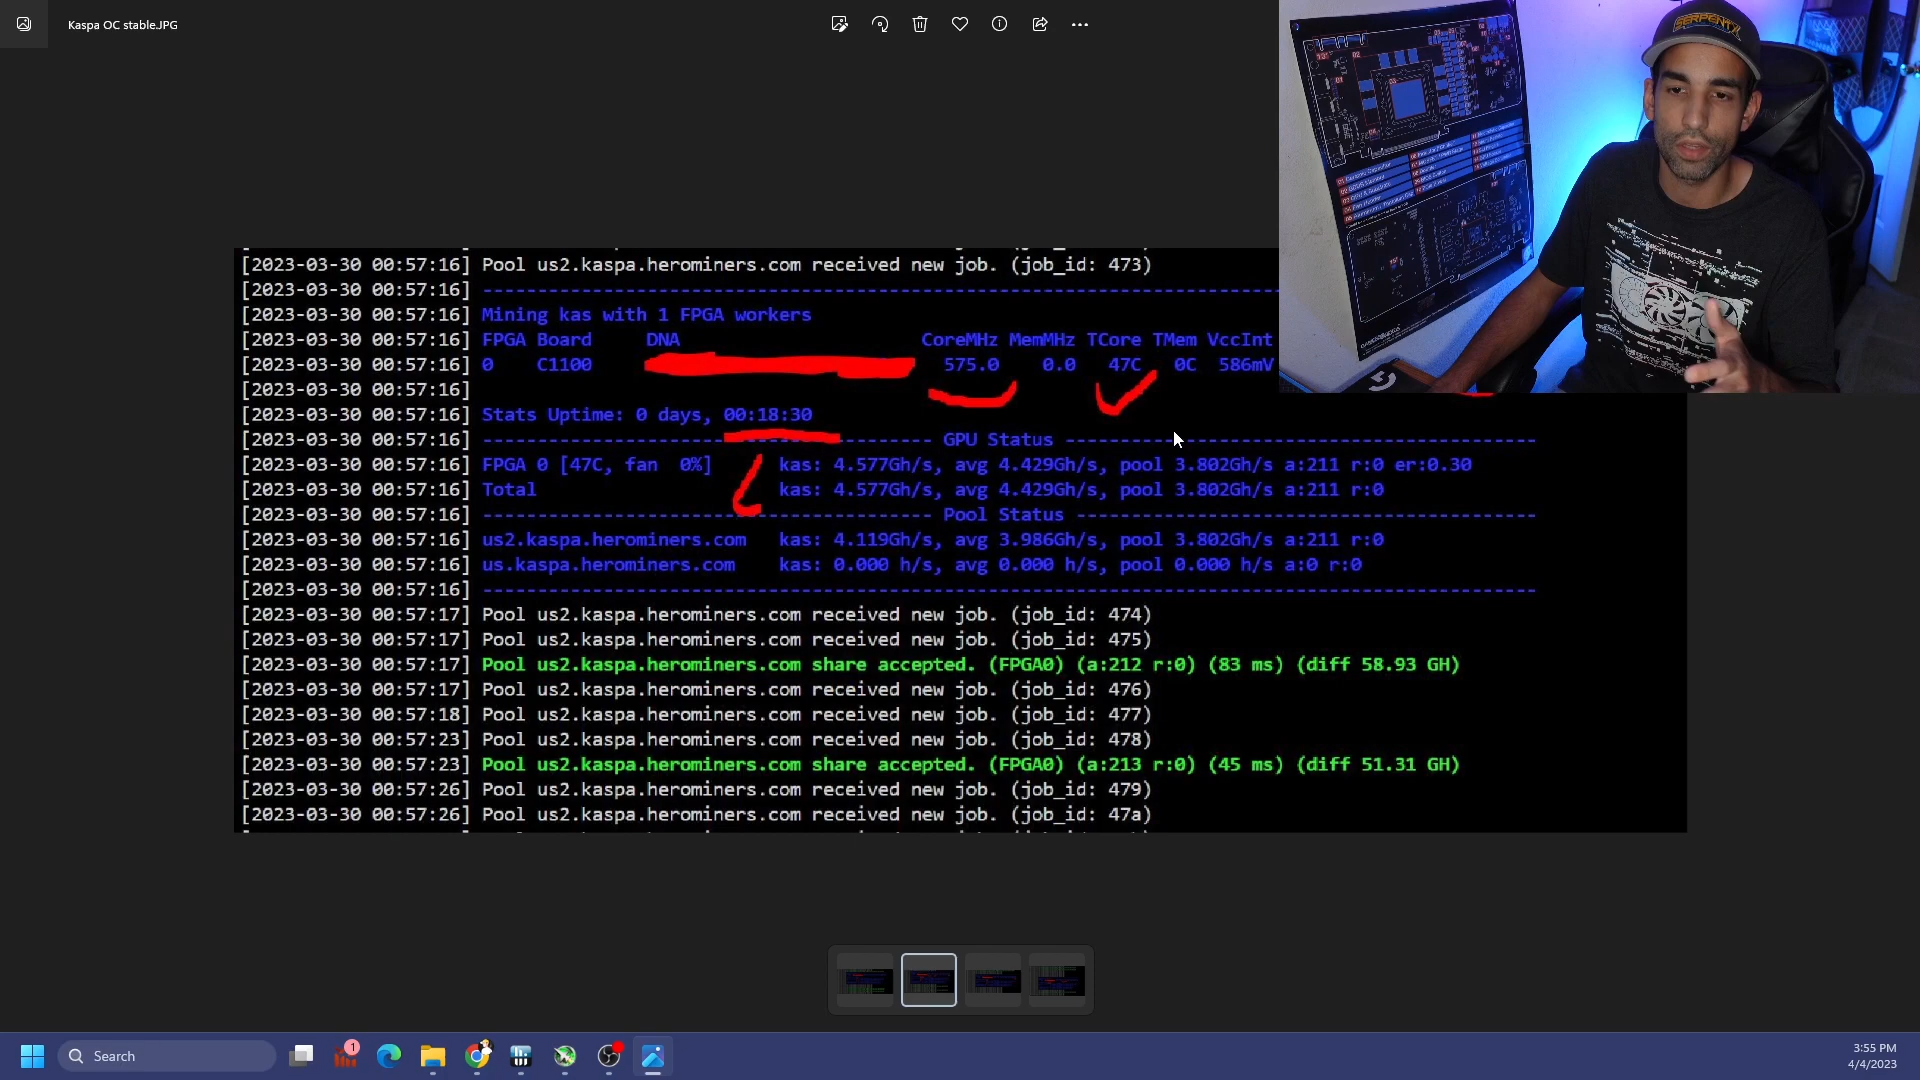 Kaspa OC stable.JPG
SERPENTX
[2023-03-30 00:57:16] Pool us2.kaspa.herominers.com received new job. (job_id: 473)
[2023-03-30 00:57:16] --------------------------------------------------------------------------
[2023-03-30 00:57:16] Mining kas with 1 FPGA workers
[2023-03-30 00:57:16] FPGA Board DNA CoreMHz MemMHz TCore TMem VccInt
[2023-03-30 00:57:16] 0 C1100 575.0 0.0 47C 0C 586mV
[2023-03-30 00:57:16]
[2023-03-30 00:57:16] Stats Uptime: 0 days, 00:18:30
[2023-03-30 00:57:16] ----------------------------------------- GPU Status -------------------------------------------
[2023-03-30 00:57:16] FPGA 0 [47C, fan 0%] kas: 4.577Gh/s, avg 4.429Gh/s, pool 3.802Gh/s a:211 r:0 er:0.30
[2023-03-30 00:57:16] Total kas: 4.577Gh/s, avg 4.429Gh/s, pool 3.802Gh/s a:211 r:0
[2023-03-30 00:57:16] ----------------------------------------- Pool Status ------------------------------------------
[2023-03-30 00:57:16] us2.kaspa.herominers.com kas: 4.119Gh/s, avg 3.986Gh/s, pool 3.802Gh/s a:211 r:0
[2023-03-30 00:57:16] us.kaspa.herominers.com kas: 0.000 h/s, avg 0.000 h/s, pool 0.000 h/s a:0 r:0
[2023-03-30 00:57:16] ------------------------------------------------------------------------------------------------
[2023-03-30 00:57:17] Pool us2.kaspa.herominers.com received new job. (job_id: 474)
[2023-03-30 00:57:17] Pool us2.kaspa.herominers.com received new job. (job_id: 475)
[2023-03-30 00:57:17] Pool us2.kaspa.herominers.com share accepted. (FPGA0) (a:212 r:0) (83 ms) (diff 58.93 GH)
[2023-03-30 00:57:17] Pool us2.kaspa.herominers.com received new job. (job_id: 476)
[2023-03-30 00:57:18] Pool us2.kaspa.herominers.com received new job. (job_id: 477)
[2023-03-30 00:57:23] Pool us2.kaspa.herominers.com received new job. (job_id: 478)
[2023-03-30 00:57:23] Pool us2.kaspa.herominers.com share accepted. (FPGA0) (a:213 r:0) (45 ms) (diff 51.31 GH)
[2023-03-30 00:57:26] Pool us2.kaspa.herominers.com received new job. (job_id: 479)
[2023-03-30 00:57:26] Pool us2.kaspa.herominers.com received new job. (job_id: 47a)
Search
1
3:55 PM
4/4/2023